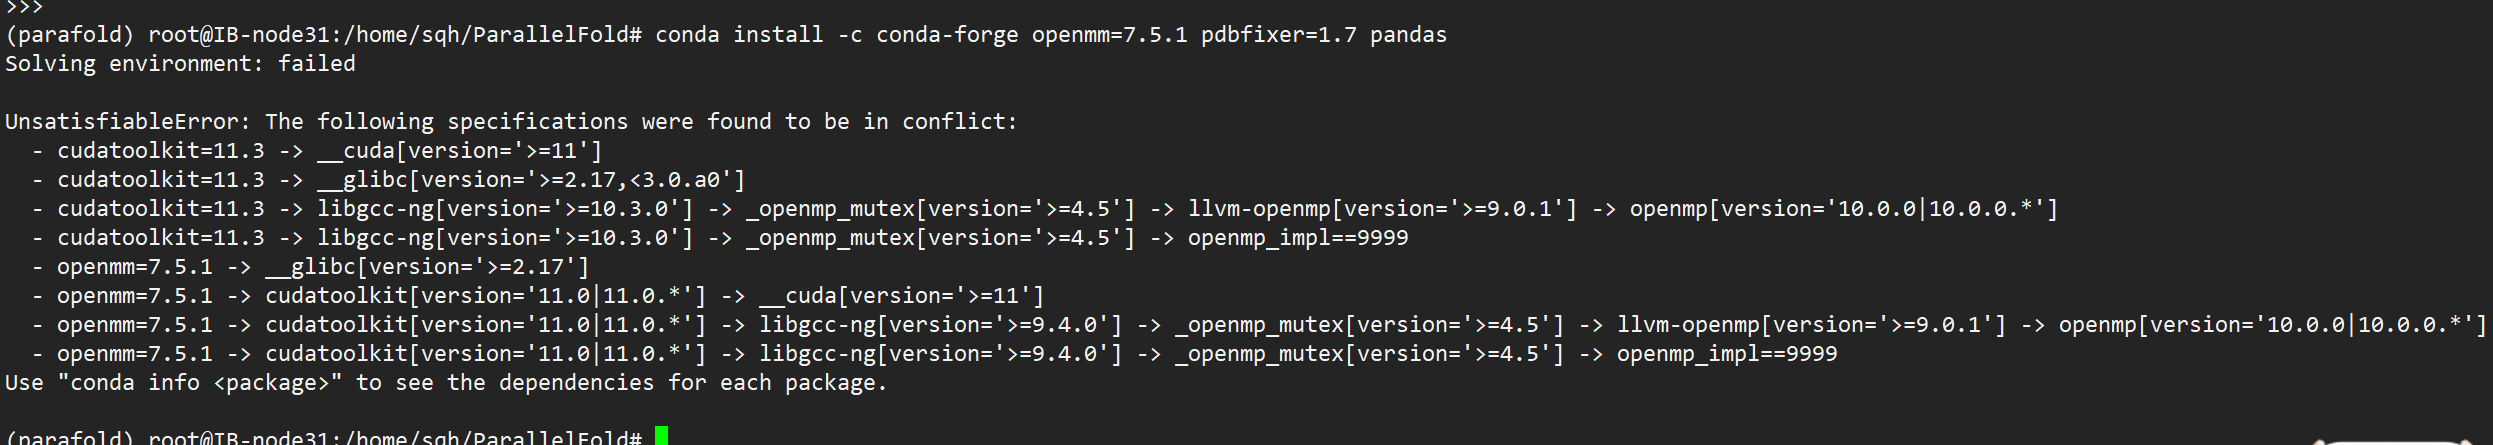 >>>
(parafold) root@IB-node31:/home/sqh/ParallelFold# conda install -c conda-forge openmm=7.5.1 pdbfixer=1.7 pandas
Solving environment: failed
UnsatisfiableError: The following specifications were found to be in conflict:
  - cudatoolkit=11.3 -> __cuda[version='>=11']
  - cudatoolkit=11.3 -> __glibc[version='>=2.17,<3.0.a0']
  - cudatoolkit=11.3 -> libgcc-ng[version='>=10.3.0'] -> _openmp_mutex[version='>=4.5'] -> llvm-openmp[version='>=9.0.1'] -> openmp[version='10.0.0|10.0.0.*']
  - cudatoolkit=11.3 -> libgcc-ng[version='>=10.3.0'] -> _openmp_mutex[version='>=4.5'] -> openmp_impl==9999
  - openmm=7.5.1 -> __glibc[version='>=2.17']
  - openmm=7.5.1 -> cudatoolkit[version='11.0|11.0.*'] -> __cuda[version='>=11']
  - openmm=7.5.1 -> cudatoolkit[version='11.0|11.0.*'] -> libgcc-ng[version='>=9.4.0'] -> _openmp_mutex[version='>=4.5'] -> llvm-openmp[version='>=9.0.1'] -> openmp[version='10.0.0|10.0.0.*']
  - openmm=7.5.1 -> cudatoolkit[version='11.0|11.0.*'] -> libgcc-ng[version='>=9.4.0'] -> _openmp_mutex[version='>=4.5'] -> openmp_impl==9999
Use "conda info <package>" to see the dependencies for each package.
(parafold) root@IB-node31:/home/sqh/ParallelFold#